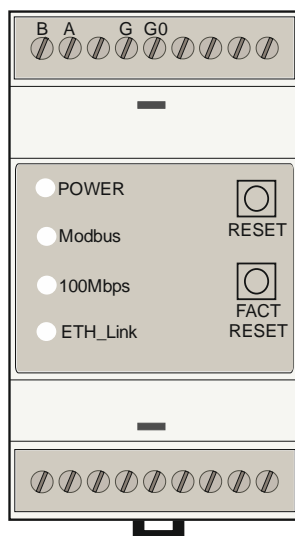 B A G G0
POWER
RESET
Modbus
100Mbps
FACT
RESET
ETH_Link